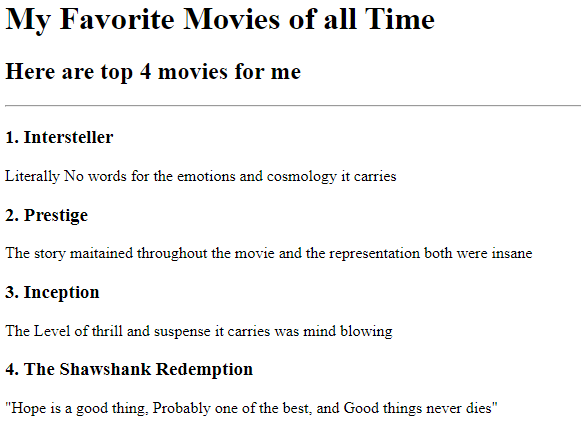 My Favorite Movies of all Time
Here are top 4 movies for me
1. Intersteller
Literally No words for the emotions and cosmology it carries
2. Prestige
The story maitained throughout the movie and the representation both were insane
3. Inception
The Level of thrill and suspense it carries was mind blowing
4. The Shawshank Redemption
"Hope is a good thing, Probably one of the best, and Good things never dies"